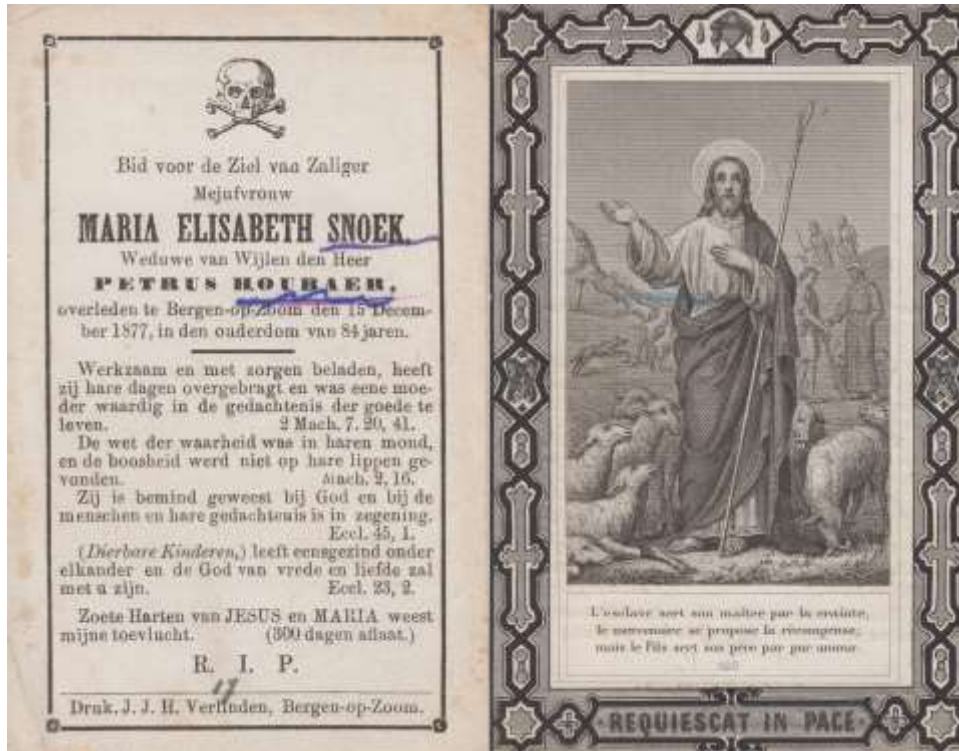 Bid voor de Ziel van Zaliger
Mejufvrouw
MARIA ELISABETH SNOEK,
Weduwe van Wijlen den Heer
PETRUS HOUBAER,
overleden te Bergen-op-Zoom den 15 Decem-
ber 1877, in den ouderdom van 84 jaren.
Werkzaam en met zorgen beladen, heeft
zij hare dagen overgebragt en was eene moe-
der waardig in de gedachtenis der goede te
leven. 2 Mach. 7. 20, 41.
De wet der waarheid was in haren mond,
en de boosheid werd niet op hare lippen ge-
vonden. Mach. 2, 16.
Zij is bemind geweest bij God en bij de
menschen en hare gedachtenis is in zegening.
Eccl. 45, 1.
(Dierbare Kinderen,) leeft eensgezind onder
elkander en de God van vrede en liefde zal
met u zijn. Eccl. 23, 2.
Zoete Harten van JESUS en MARIA weest
mijne toevlucht. (300 dagen aflaat.)
R. I. P.
17
Druk. J. J. H. Verlinden, Bergen-op-Zoom.
L'esclave sert son maître par la crainte,
le mercenaire se propose la récompense,
mais le Fils sert son père par pur amour.
REQUIESCAT IN PACE